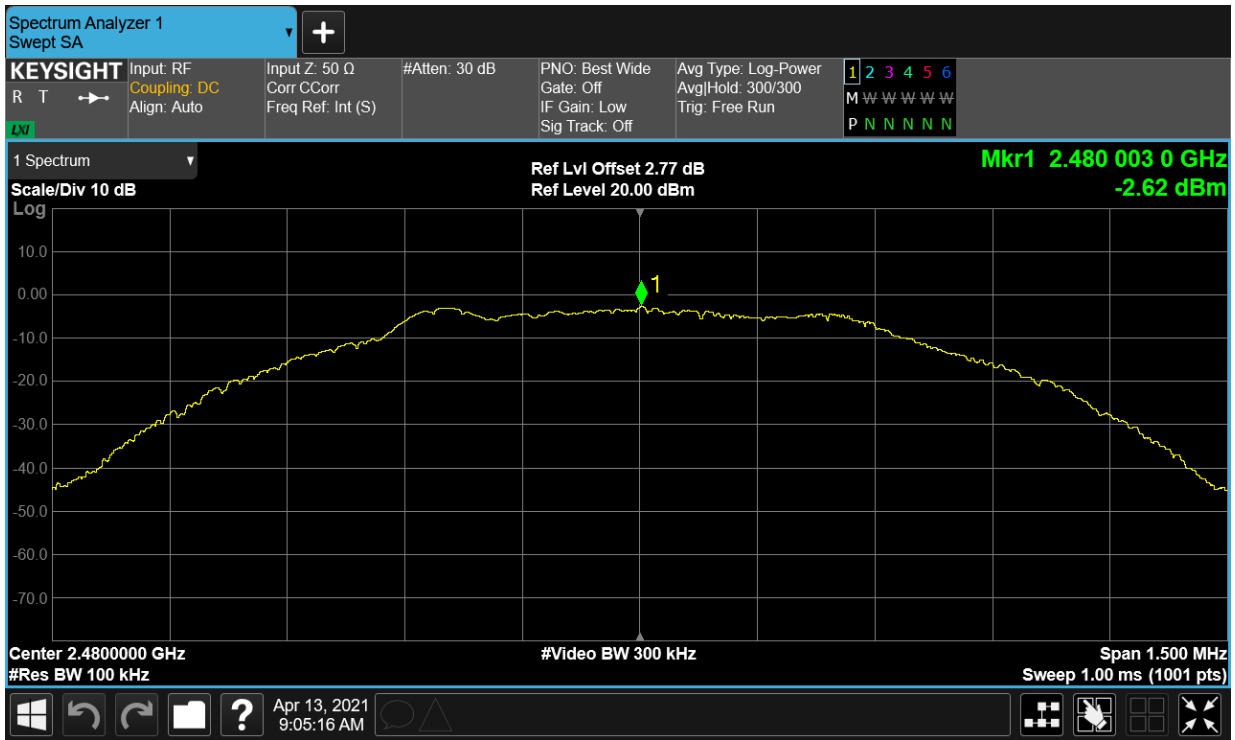 Spectrum Analyzer 1
Swept SA
KEYSIGHT
R T
LXI
Input: RF
Coupling: DC
Align: Auto
Input Z: 50 Ω
Corr CCorr
Freq Ref: Int (S)
#Atten: 30 dB
PNO: Best Wide
Gate: Off
IF Gain: Low
Sig Track: Off
Avg Type: Log-Power
Avg|Hold: 300/300
Trig: Free Run
1 2 3 4 5 6
M W W W W W
P N N N N N
1 Spectrum
Scale/Div 10 dB
Log
Ref Lvl Offset 2.77 dB
Ref Level 20.00 dBm
Mkr1 2.480 003 0 GHz
-2.62 dBm
10.0
0.00
-10.0
-20.0
-30.0
-40.0
-50.0
-60.0
-70.0
1
Center 2.4800000 GHz
#Res BW 100 kHz
#Video BW 300 kHz
Span 1.500 MHz
Sweep 1.00 ms (1001 pts)
?
Apr 13, 2021
9:05:16 AM